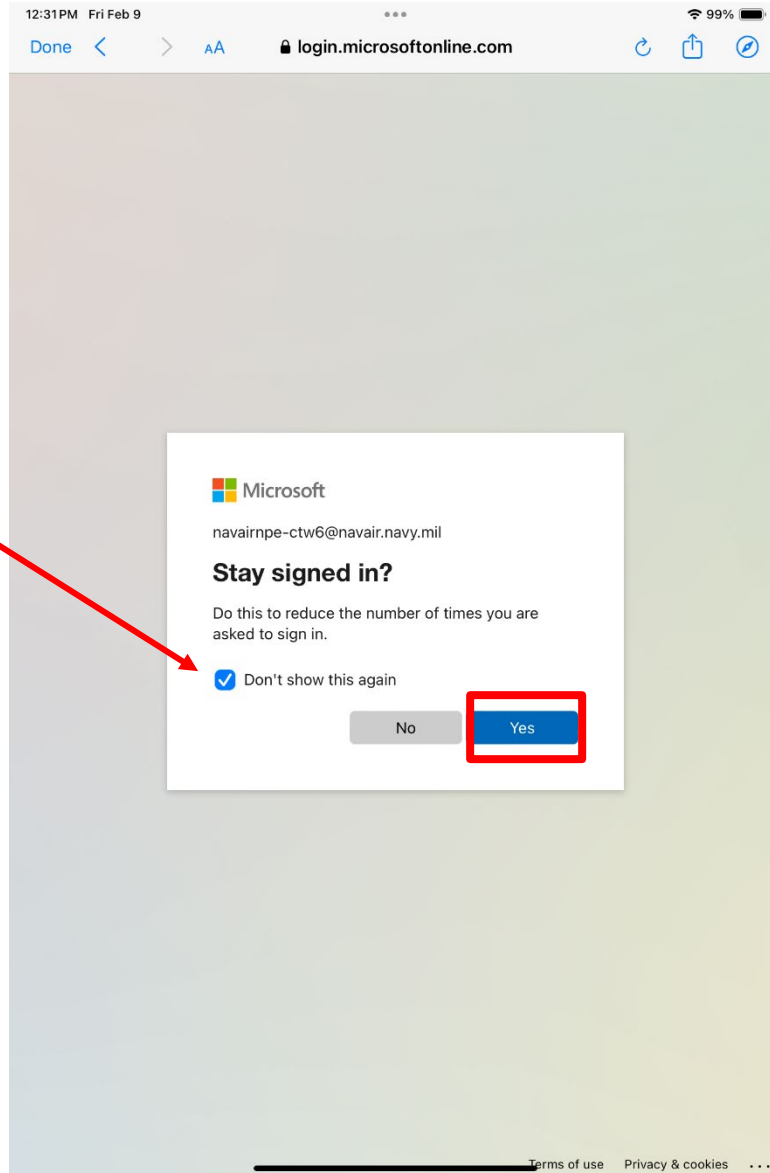 12:31 PM Fri Feb 9 99%
Done AA login.microsoftonline.com
Microsoft
navairnpe-ctw6@navair.navy.mil
Stay signed in?
Do this to reduce the number of times you are
asked to sign in.
Don't show this again
No Yes
Terms of use Privacy & cookies ...